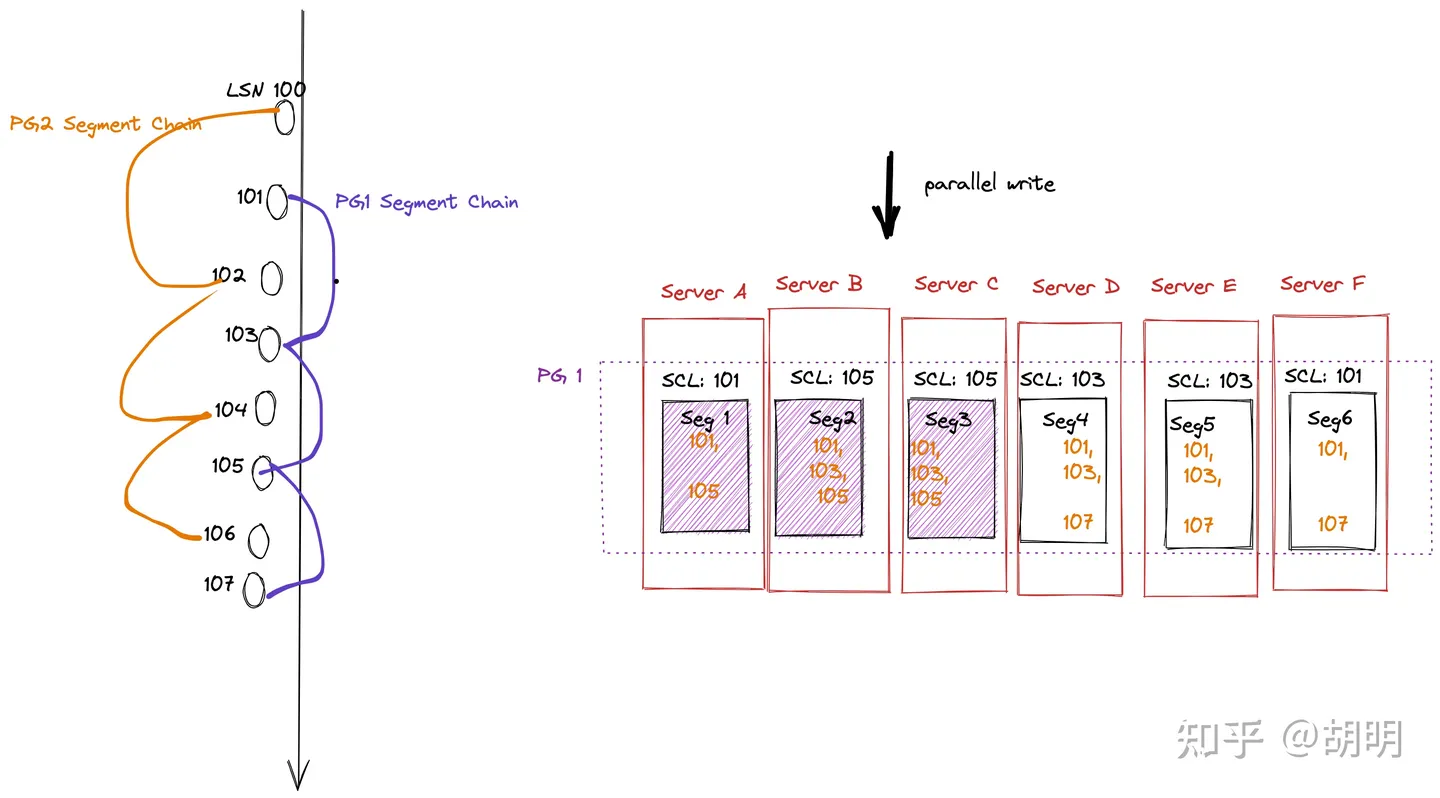 LSN 100
PG2 Segment Chain
101
PG1 Segment Chain
102
103
104
105
106
107
parallel write
Server A
Server B
Server C
Server D
Server E
Server F
PG 1
SCL: 101
SCL: 105
SCL: 105
SCL: 103
SCL: 103
SCL: 101
Seg 1
101,
105
Seg2
101,
103,
105
Seg3
101,
103,
105
Seg4
101,
103,
107
Seg5
101,
103,
107
Seg6
101,
107
知乎 @胡明